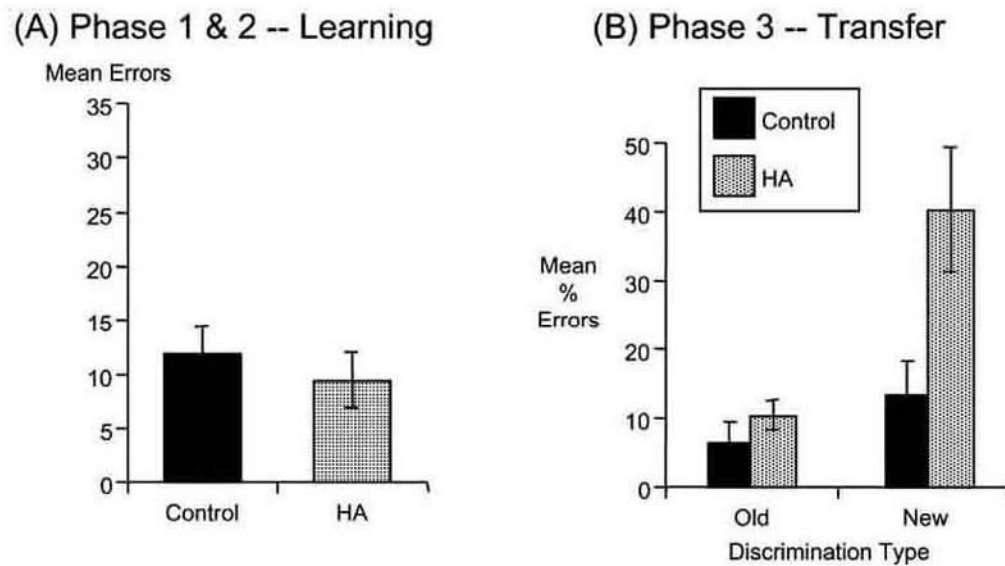 (A) Phase 1 & 2 -- Learning
Mean Errors
35
30
25
20
15
10
5
0
Control
HA
(B) Phase 3 -- Transfer
Control
HA
50
40
30
20
10
0
Mean
%
Errors
Old
New
Discrimination Type